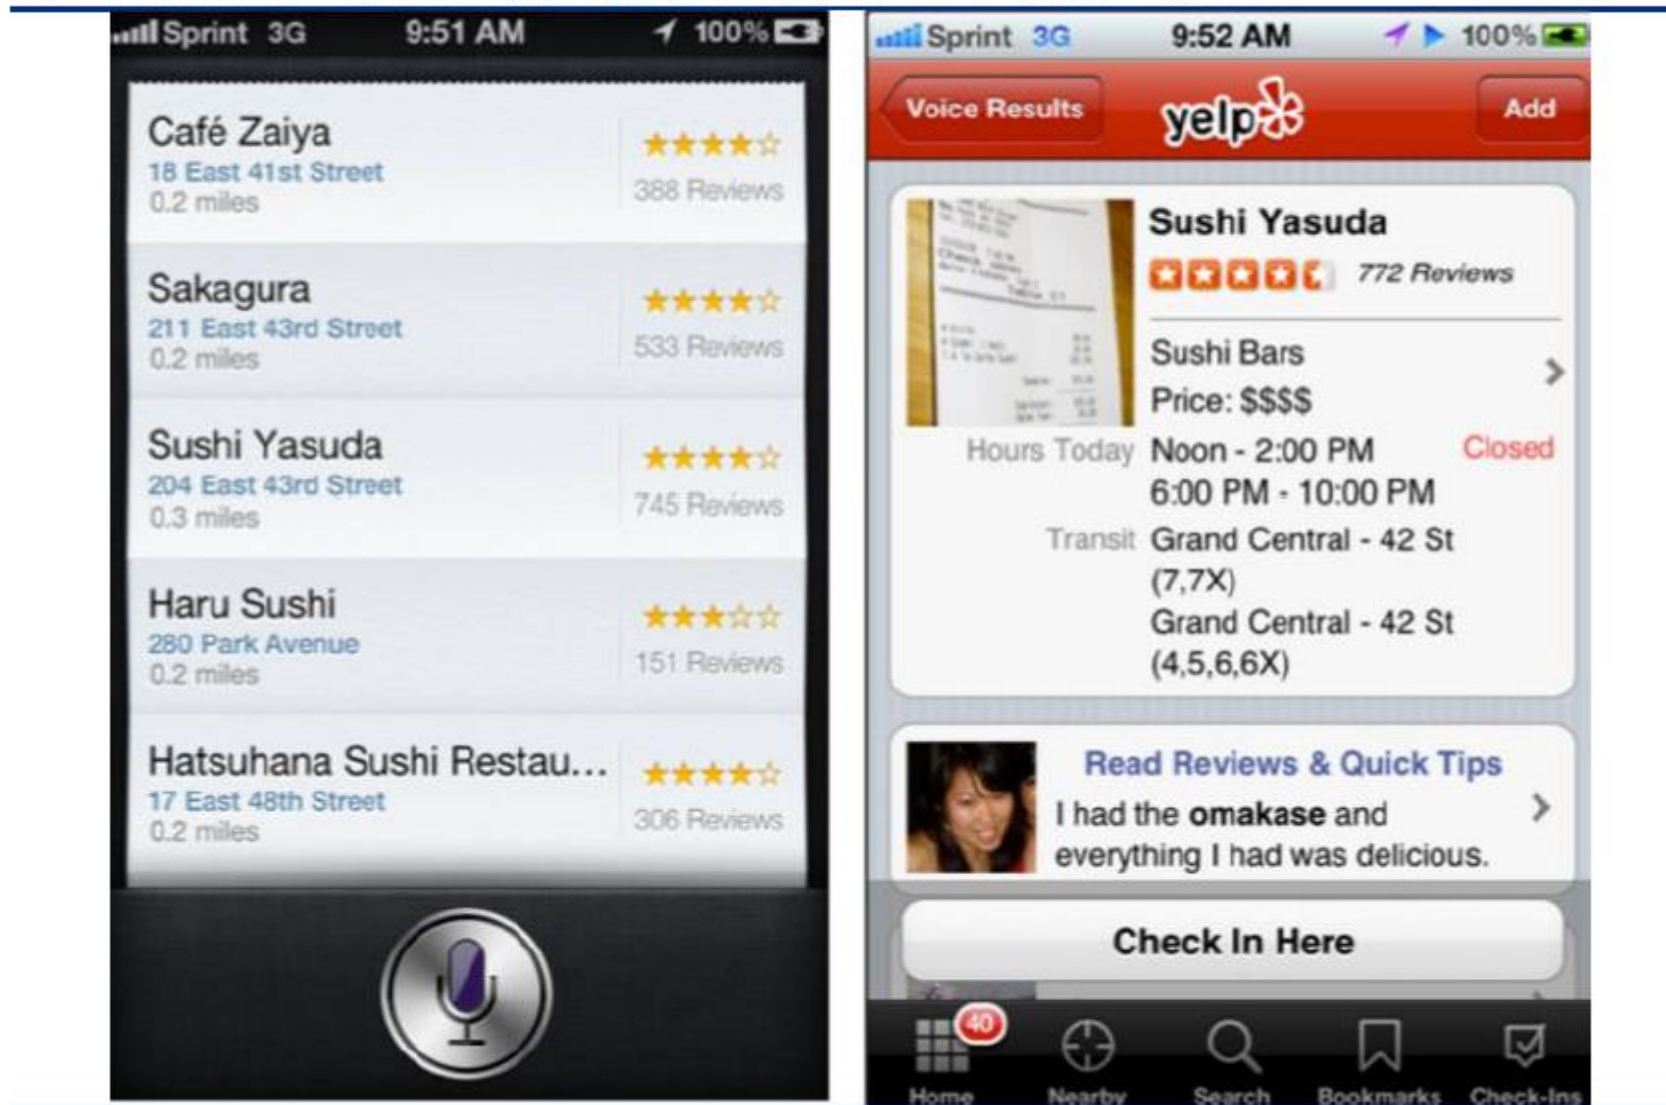 Sprint 3G 9:51 AM 100%
Café Zaiya
18 East 41st Street
0.2 miles
388 Reviews
Sakagura
211 East 43rd Street
0.2 miles
533 Reviews
Sushi Yasuda
204 East 43rd Street
0.3 miles
745 Reviews
Haru Sushi
280 Park Avenue
0.2 miles
151 Reviews
Hatsuhana Sushi Restau...
17 East 48th Street
0.2 miles
306 Reviews
Sprint 3G 9:52 AM 100%
Voice Results yelp Add
Sushi Yasuda
772 Reviews
Sushi Bars
Price: $$$$
Hours Today Noon - 2:00 PM Closed
6:00 PM - 10:00 PM
Transit Grand Central - 42 St
(7,7X)
Grand Central - 42 St
(4,5,6,6X)
Read Reviews & Quick Tips
I had the omakase and
everything I had was delicious.
Check In Here
40
Home Nearby Search Bookmarks Check-Ins